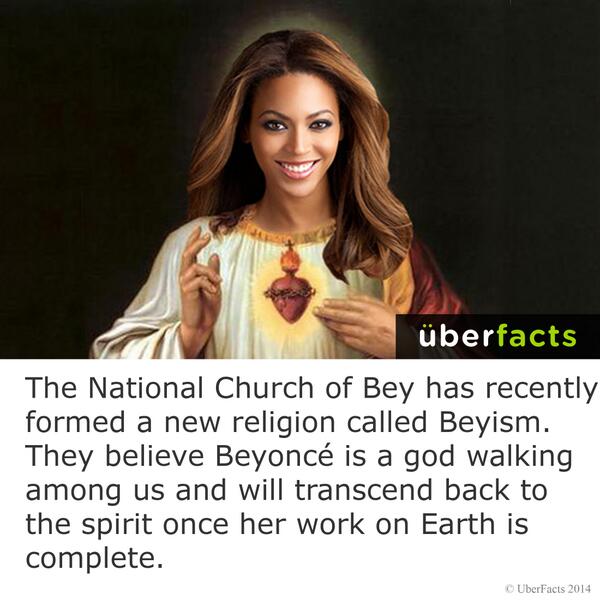 überfacts
The National Church of Bey has recently
formed a new religion called Beyism.
They believe Beyoncé is a god walking
among us and will transcend back to
the spirit once her work on Earth is
complete.
© UberFacts 2014